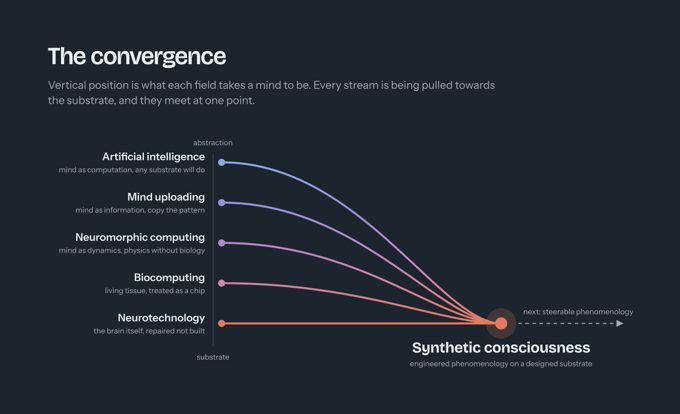 The convergence
Vertical position is what each field takes a mind to be. Every stream is being pulled towards
the substrate, and they meet at one point.
abstraction
Artificial intelligence
mind as computation, any substrate will do
Mind uploading
mind as information, copy the pattern
Neuromorphic computing
mind as dynamics, physics without biology
Biocomputing
living tissue, treated as a chip
Neurotechnology
the brain itself, repaired not built
substrate
next: steerable phenomenology
Synthetic consciousness
engineered phenomenology on a designed substrate